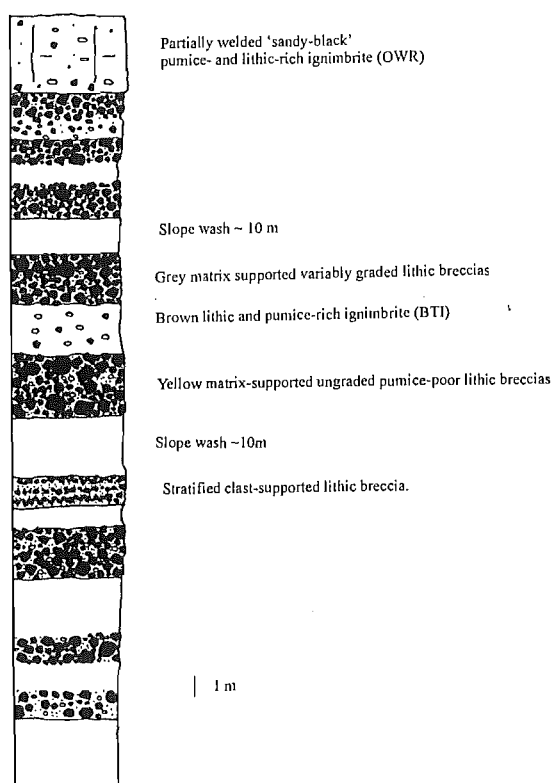 Partially welded 'sandy-black'
pumice- and lithic-rich ignimbrite (OWR)
Slope wash ~ 10 m
Grey matrix supported variably graded lithic breccias
Brown lithic and pumice-rich ignimbrite (BTI)
Yellow matrix-supported ungraded pumice-poor lithic breccias
Slope wash ~10m
Stratified clast-supported lithic breccia.
1 m